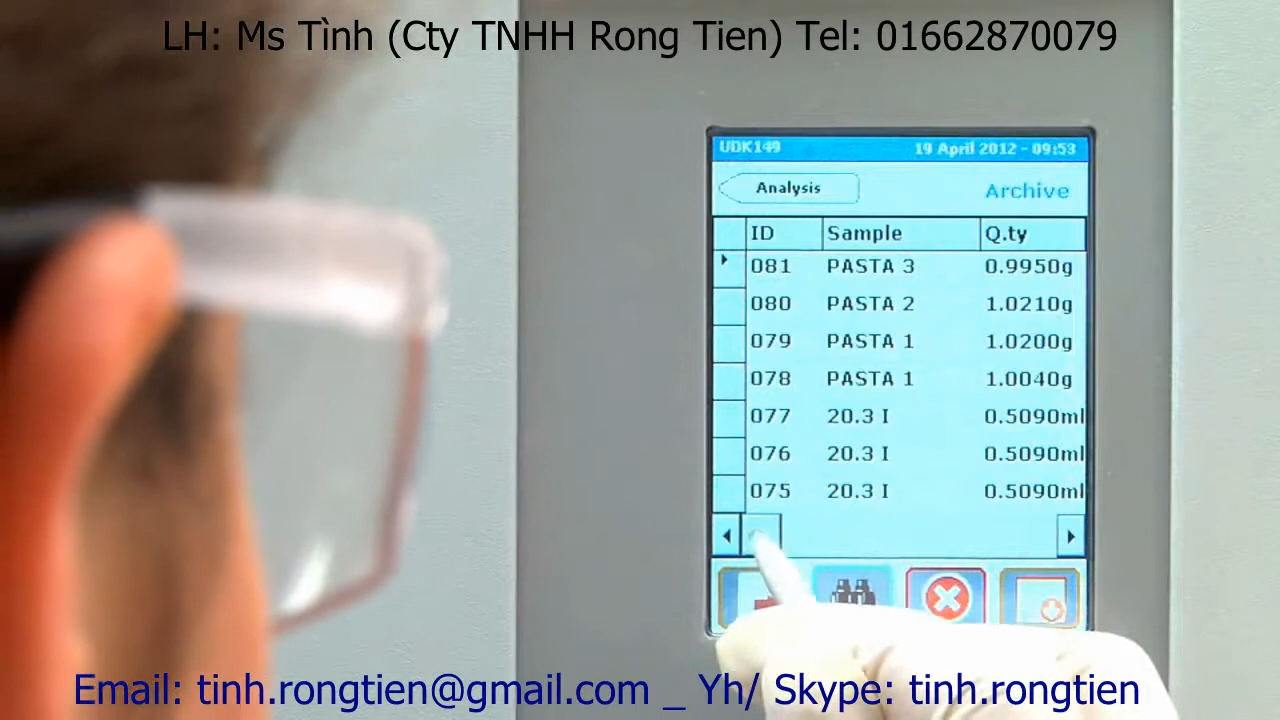 LH: Ms Tình (Cty TNHH Rong Tien) Tel: 01662870079
UDK149 19 April 2012 - 09:53
Analysis Archive
ID Sample Q.ty
081 PASTA 3 0.9950g
080 PASTA 2 1.0210g
079 PASTA 1 1.0200g
078 PASTA 1 1.0040g
077 20.3 I 0.5090ml
076 20.3 I 0.5090ml
075 20.3 I 0.5090ml
Email: tinh.rongtien@gmail.com _ Yh/ Skype: tinh.rongtien